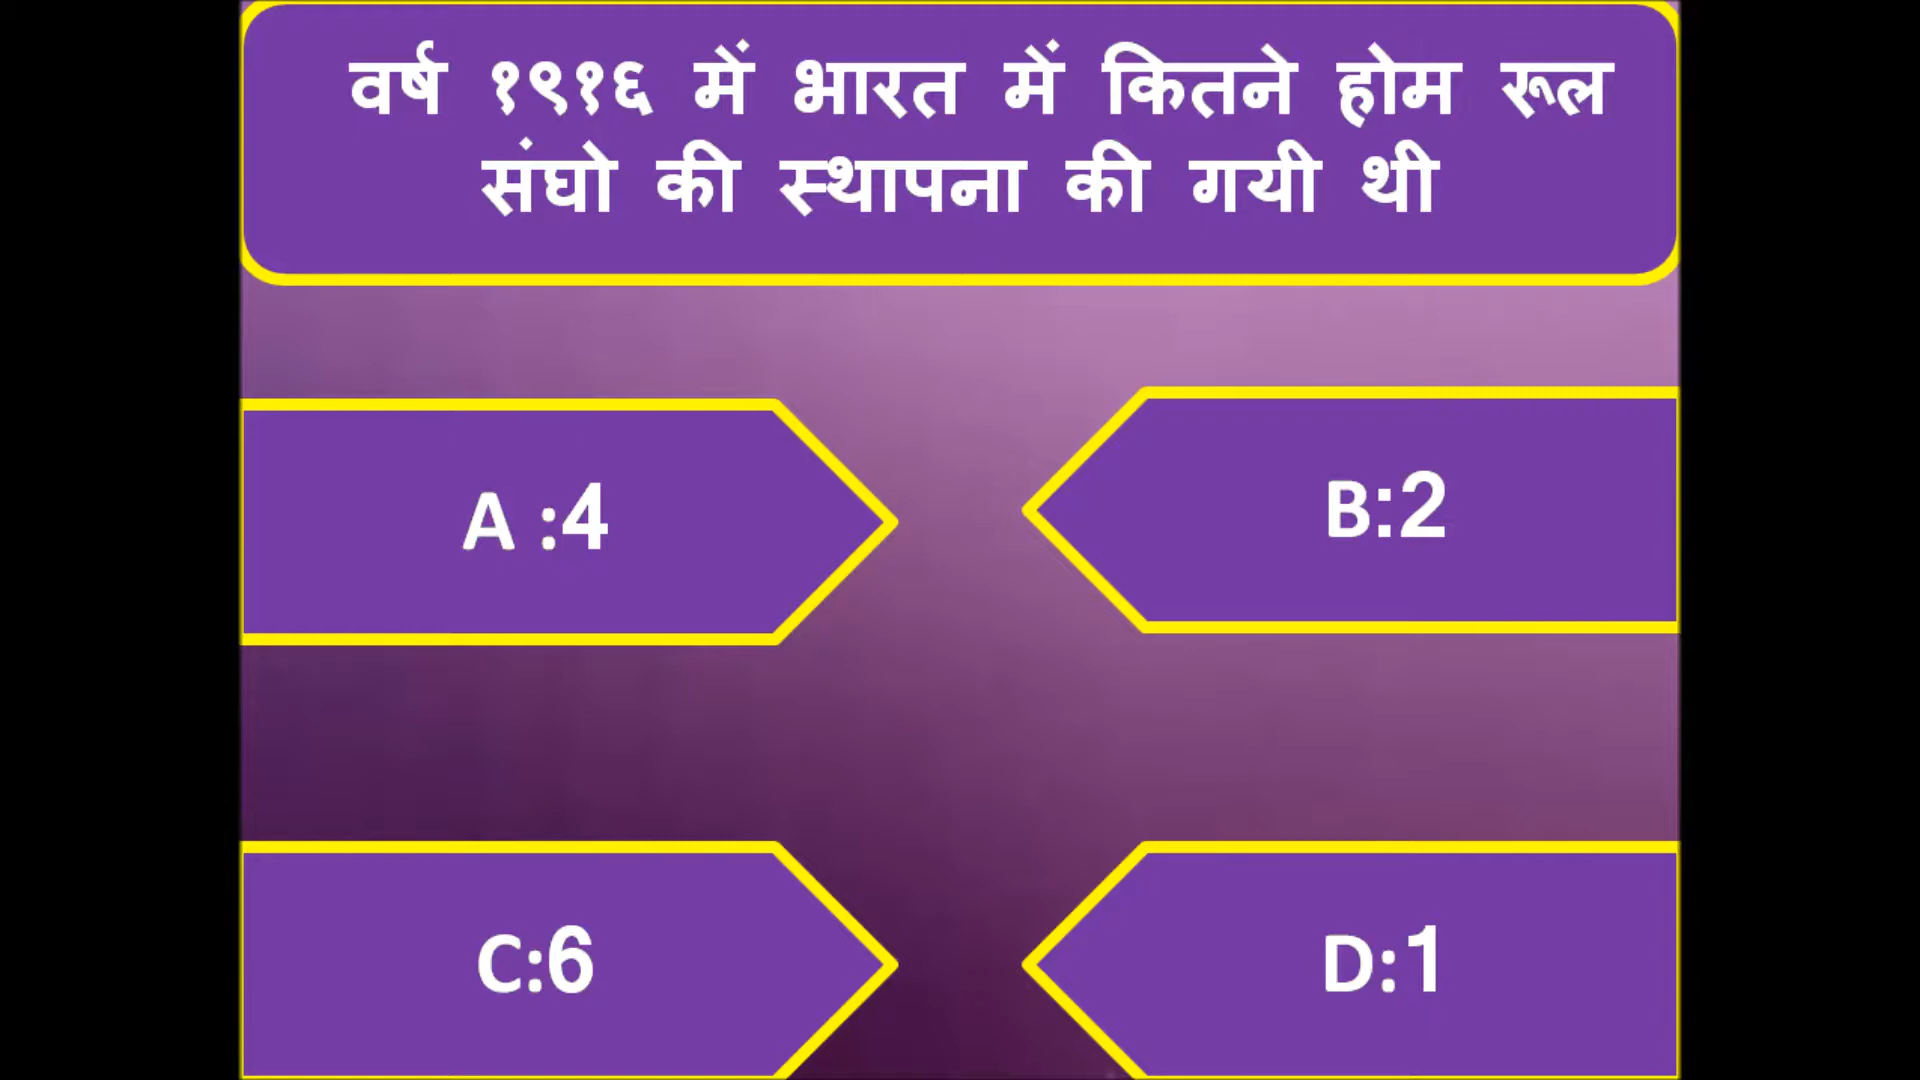 वर्ष १९१६ में भारत में कितने होम रूल
संघो की स्थापना की गयी थी
A :4
B:2
C:6
D:1